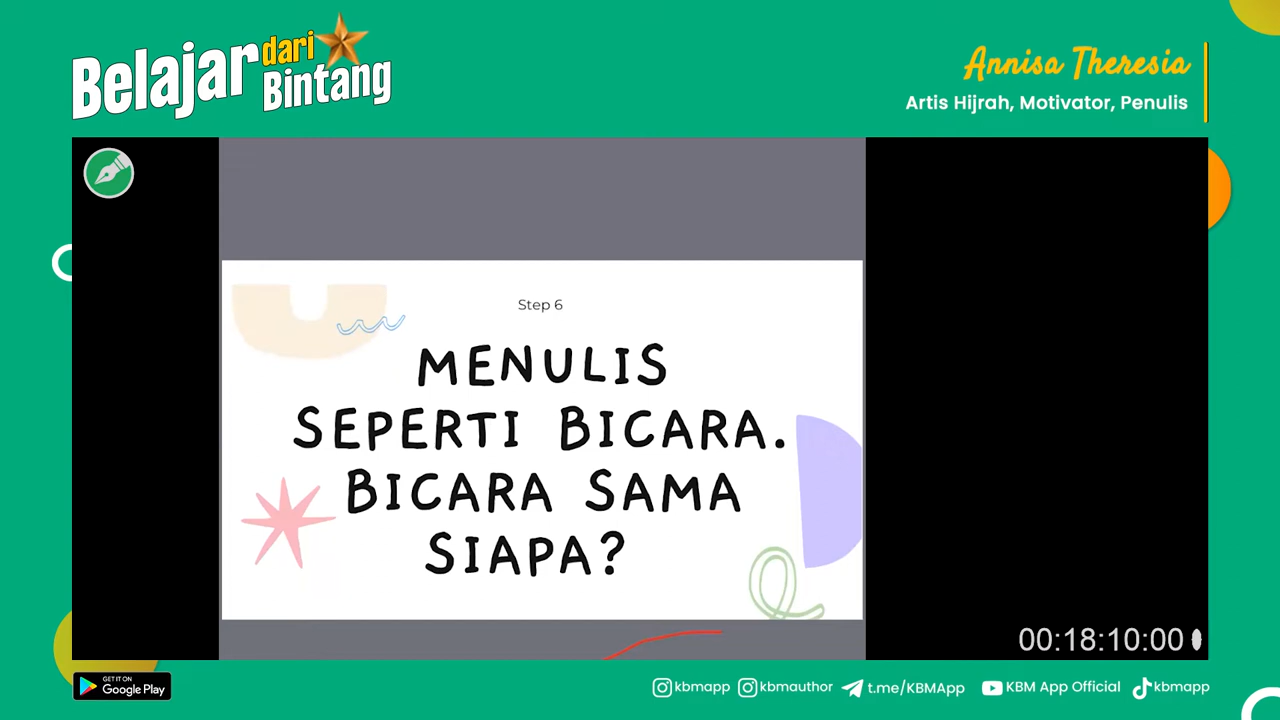 Belajar dari Bintang
Annisa Theresia
Artis Hijrah, Motivator, Penulis
Step 6
MENULIS
SEPERTI BICARA.
BICARA SAMA
SIAPA?
00:18:10:00
GET IT ON
Google Play
kbmapp kbmauthor t.me/KBMApp KBM App Official kbmapp